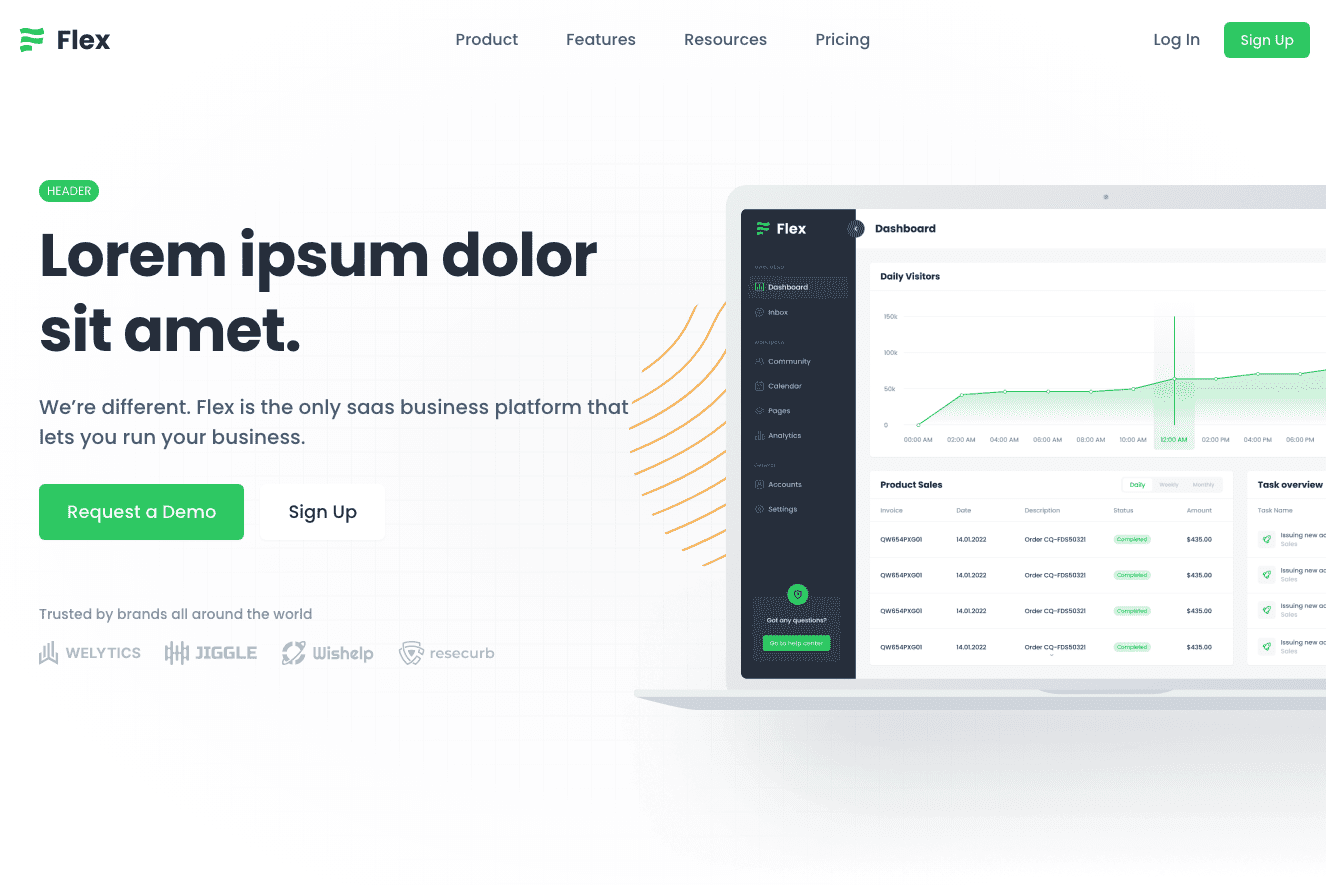 Flex
Product
Features
Resources
Pricing
Log In
Sign Up
HEADER
Lorem ipsum dolor
sit amet.
We’re different. Flex is the only saas business platform that
lets you run your business.
Request a Demo
Sign Up
Trusted by brands all around the world
WELYTICS
JIGGLE
Wishelp
resecurb
Flex
Dashboard
Inbox
Community
Calendar
Pages
Analytics
Accounts
Settings
Got any questions?
Go to help center
Dashboard
Daily Visitors
150k
100k
50k
0
00:00 AM 02:00 AM 04:00 AM 06:00 AM 08:00 AM 10:00 AM 12:00 AM 02:00 PM 04:00 PM 06:00 PM
Product Sales
Daily Weekly Monthly
Invoice Date Description Status Amount
QW654PXG01 14.01.2022 Order CQ-FDS50321 Completed $435.00
QW654PXG01 14.01.2022 Order CQ-FDS50321 Completed $435.00
QW654PXG01 14.01.2022 Order CQ-FDS50321 Completed $435.00
QW654PXG01 14.01.2022 Order CQ-FDS50321 Completed $435.00
Task overview
Task Name
Issuing new ac
Sales
Issuing new ac
Sales
Issuing new ac
Sales
Issuing new ac
Sales